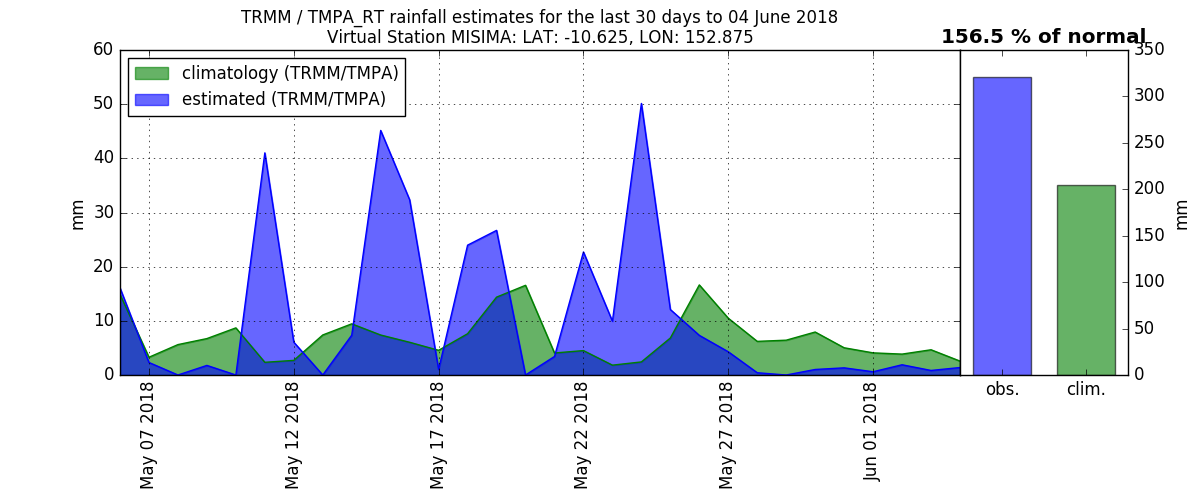 TRMM / TMPA_RT rainfall estimates for the last 30 days to 04 June 2018
Virtual Station MISIMA: LAT: -10.625, LON: 152.875
156.5 % of normal
climatology (TRMM/TMPA)
estimated (TRMM/TMPA)
60
50
40
30
20
10
0
mm
May 07 2018
May 12 2018
May 17 2018
May 22 2018
May 27 2018
Jun 01 2018
350
300
250
200
150
100
50
0
mm
obs.
clim.